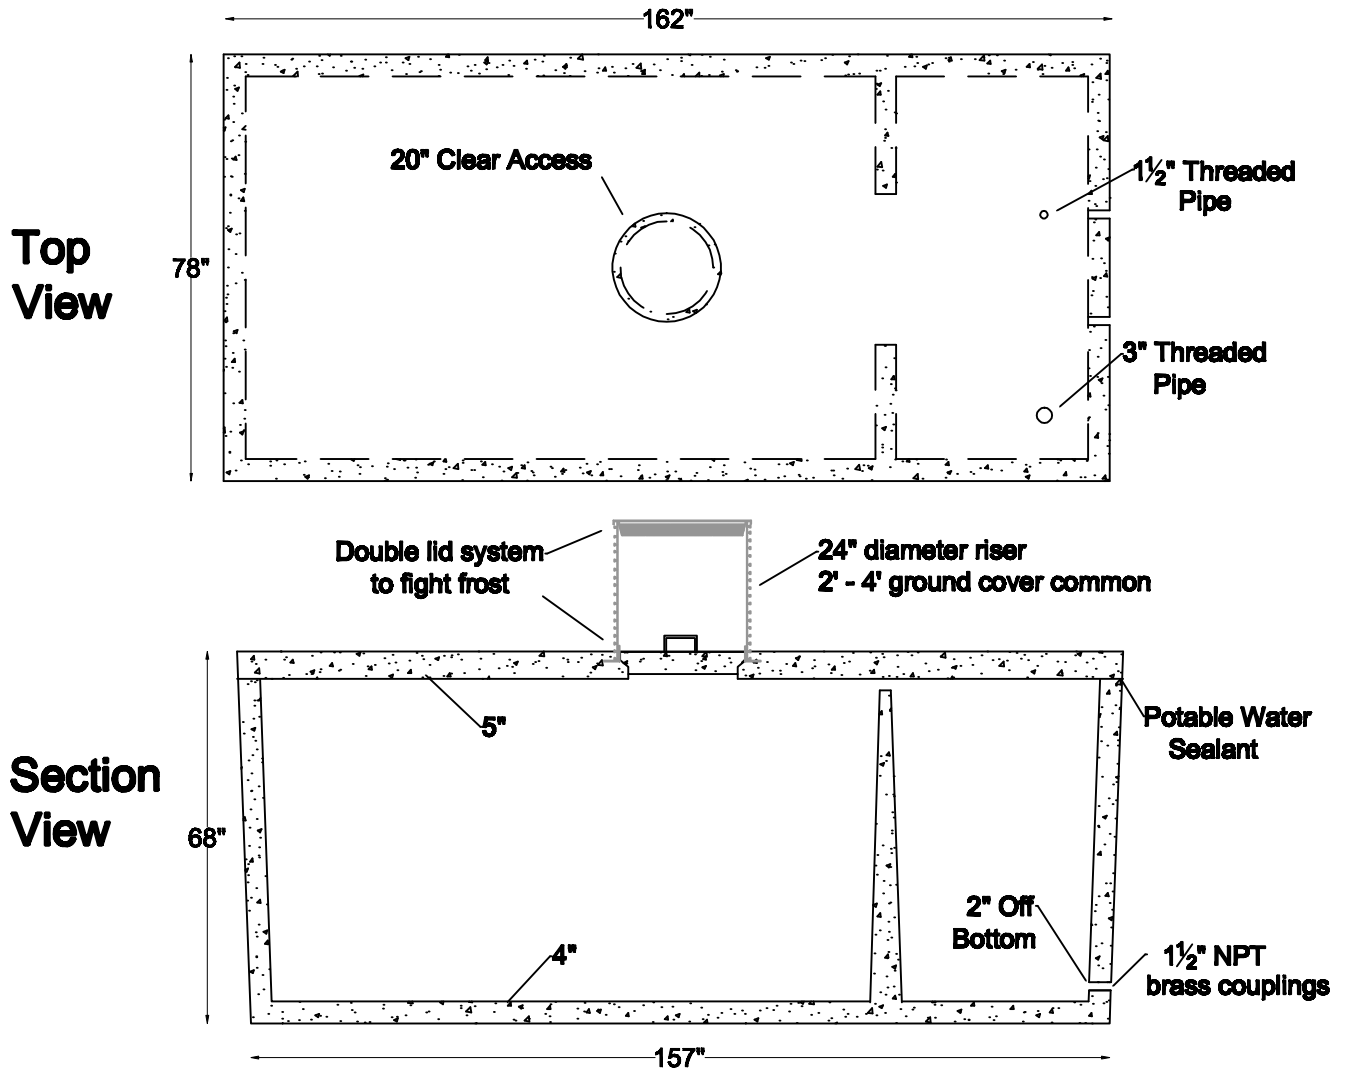 162"
20" Clear Access
1½" Threaded
Pipe
Top
View
78"
3" Threaded
Pipe
Double lid system
to fight frost
24" diameter riser
2' - 4' ground cover common
5"
Potable Water
Sealant
Section
View
68"
2" Off
Bottom
4"
1½" NPT
brass couplings
157"